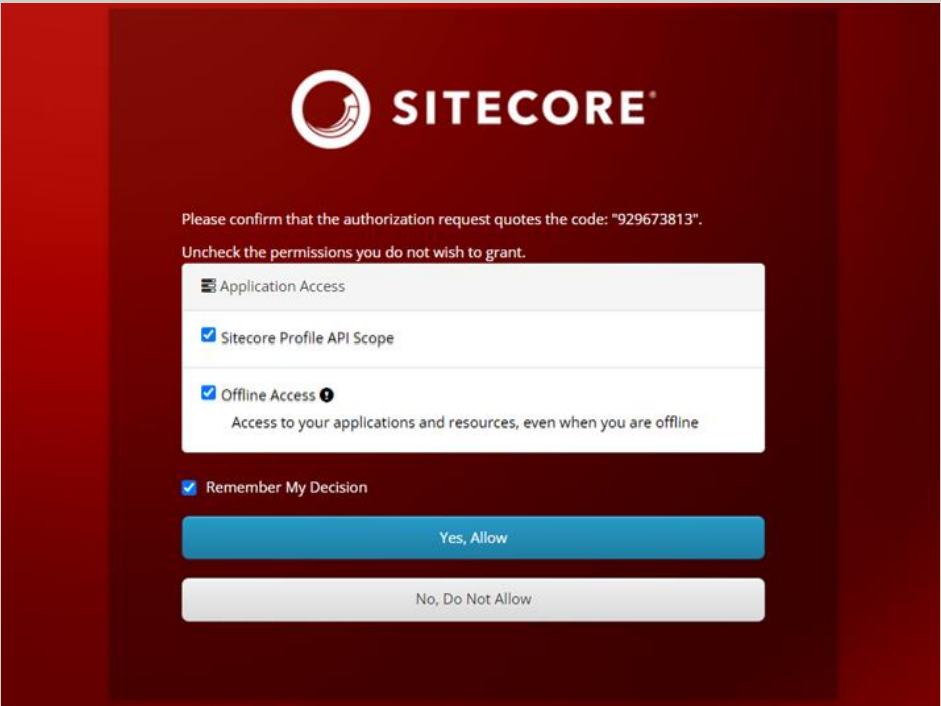 SITECORE®
Please confirm that the authorization request quotes the code: "929673813".
Uncheck the permissions you do not wish to grant.
Application Access
Sitecore Profile API Scope
Offline Access
Access to your applications and resources, even when you are offline
Remember My Decision
Yes, Allow
No, Do Not Allow